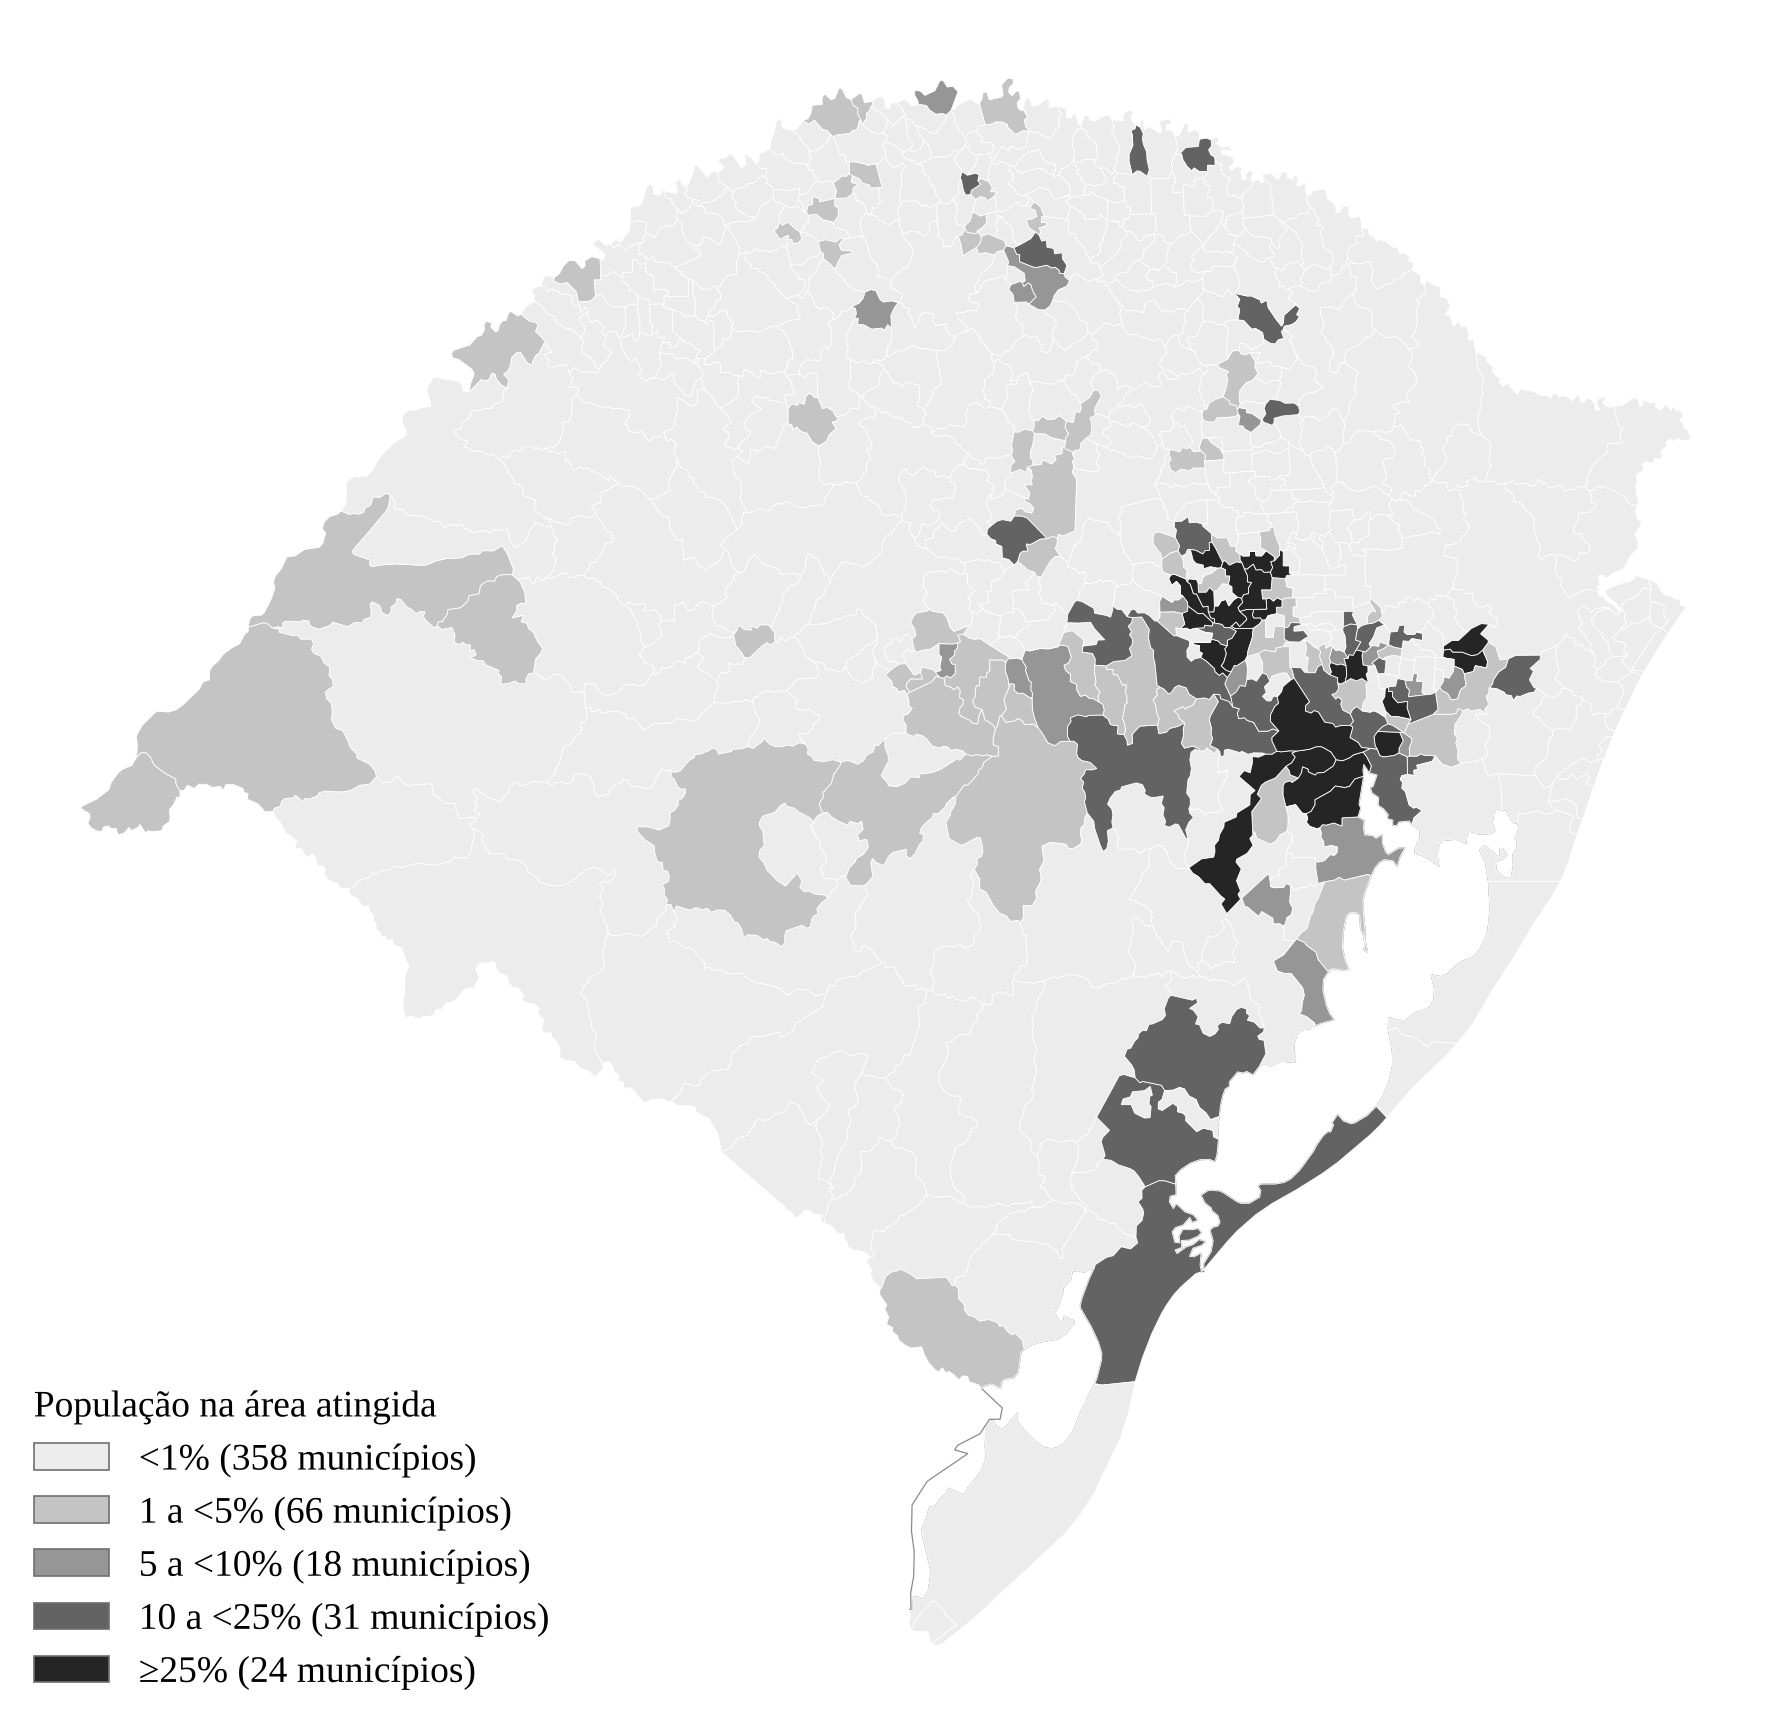 População na área atingida
<1% (358 municípios)
1 a <5% (66 municípios)
5 a <10% (18 municípios)
10 a <25% (31 municípios)
≥25% (24 municípios)